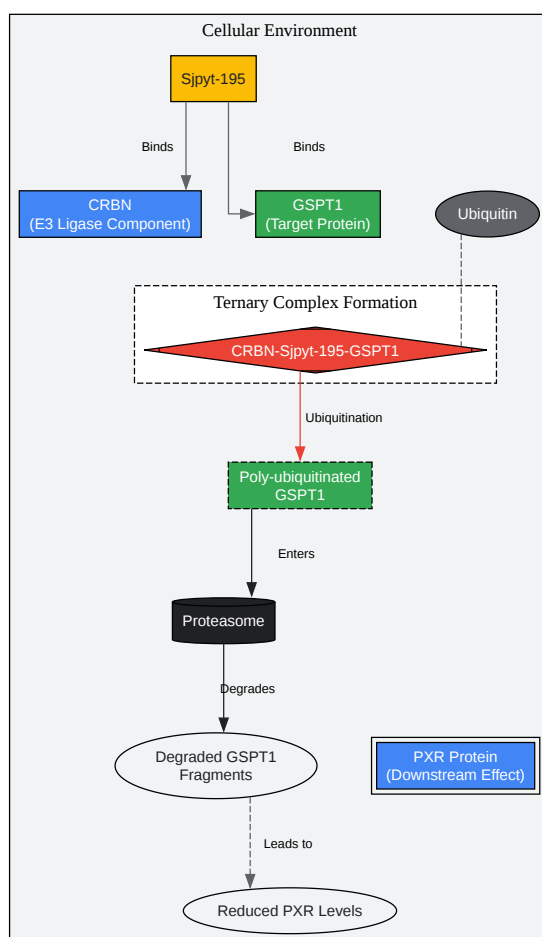 Cellular Environment
Sjpyt-195
Binds
Binds
CRBN
(E3 Ligase Component)
GSPT1
(Target Protein)
Ubiquitin
Ternary Complex Formation
CRBN-Sjpyt-195-GSPT1
Ubiquitination
Poly-ubiquitinated
GSPT1
Enters
Proteasome
Degrades
Degraded GSPT1
Fragments
PXR Protein
(Downstream Effect)
Leads to
Reduced PXR Levels